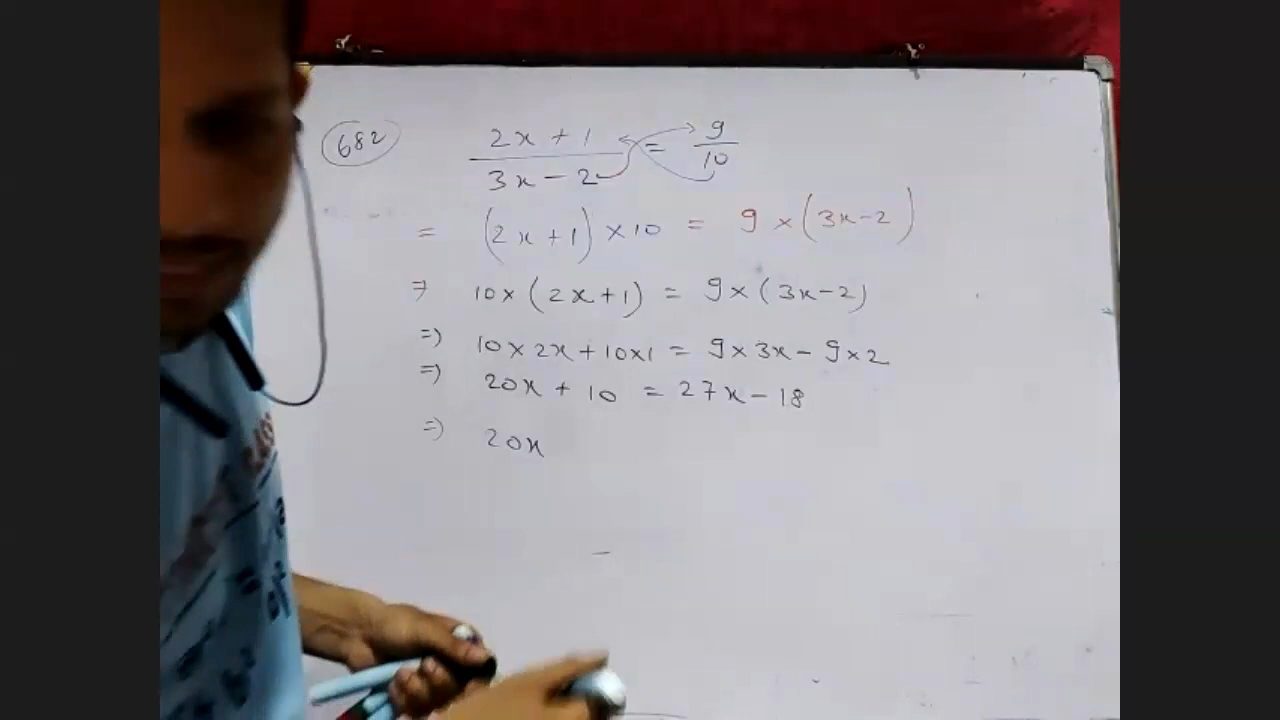 682
2x + 1 / 3x - 2 = 9 / 10
= (2x + 1) × 10 = 9 × (3x - 2)
⇒ 10 × (2x + 1) = 9 × (3x - 2)
⇒ 10 × 2x + 10 × 1 = 9 × 3x - 9 × 2
⇒ 20x + 10 = 27x - 18
⇒ 20x